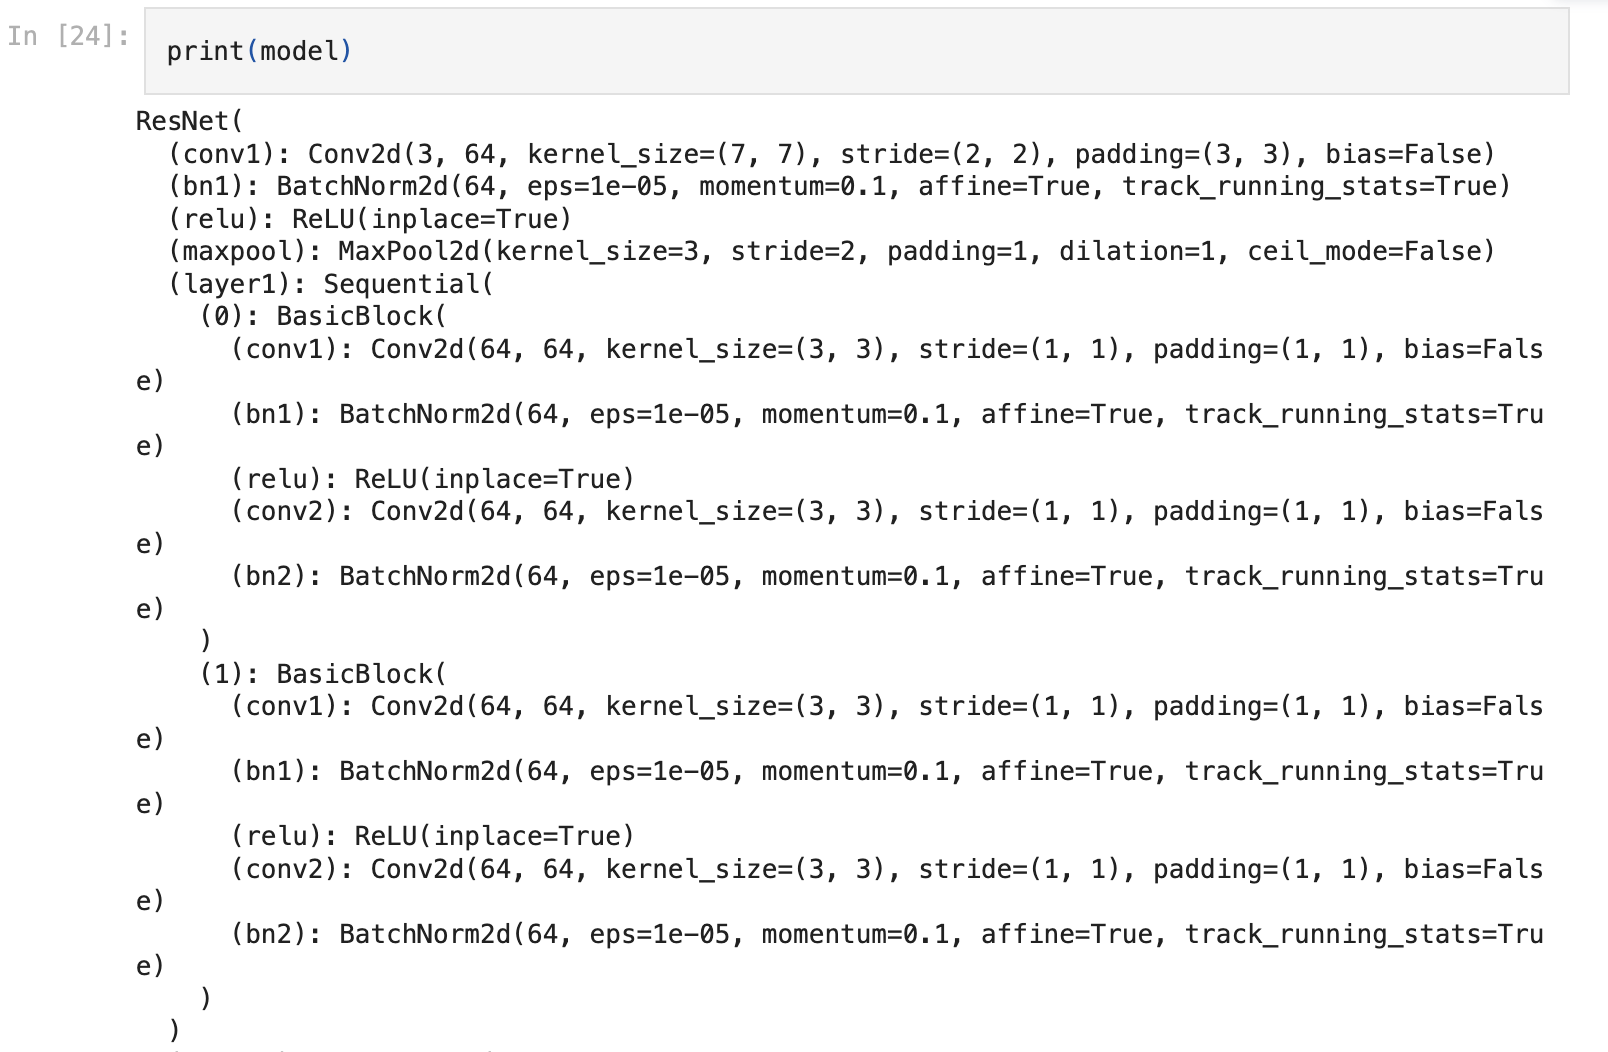 In [24]:
print(model)
ResNet(
  (conv1): Conv2d(3, 64, kernel_size=(7, 7), stride=(2, 2), padding=(3, 3), bias=False)
  (bn1): BatchNorm2d(64, eps=1e-05, momentum=0.1, affine=True, track_running_stats=True)
  (relu): ReLU(inplace=True)
  (maxpool): MaxPool2d(kernel_size=3, stride=2, padding=1, dilation=1, ceil_mode=False)
  (layer1): Sequential(
    (0): BasicBlock(
      (conv1): Conv2d(64, 64, kernel_size=(3, 3), stride=(1, 1), padding=(1, 1), bias=Fals
e)
      (bn1): BatchNorm2d(64, eps=1e-05, momentum=0.1, affine=True, track_running_stats=Tru
e)
      (relu): ReLU(inplace=True)
      (conv2): Conv2d(64, 64, kernel_size=(3, 3), stride=(1, 1), padding=(1, 1), bias=Fals
e)
      (bn2): BatchNorm2d(64, eps=1e-05, momentum=0.1, affine=True, track_running_stats=Tru
e)
    )
    (1): BasicBlock(
      (conv1): Conv2d(64, 64, kernel_size=(3, 3), stride=(1, 1), padding=(1, 1), bias=Fals
e)
      (bn1): BatchNorm2d(64, eps=1e-05, momentum=0.1, affine=True, track_running_stats=Tru
e)
      (relu): ReLU(inplace=True)
      (conv2): Conv2d(64, 64, kernel_size=(3, 3), stride=(1, 1), padding=(1, 1), bias=Fals
e)
      (bn2): BatchNorm2d(64, eps=1e-05, momentum=0.1, affine=True, track_running_stats=Tru
e)
    )
  )